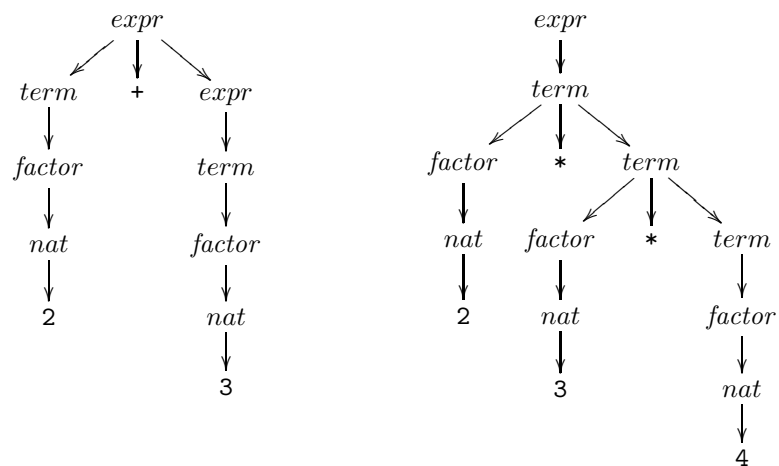 expr expr
term + expr term
factor term factor * term
nat factor nat factor * term
2 nat 2 nat factor
3 3 nat
4